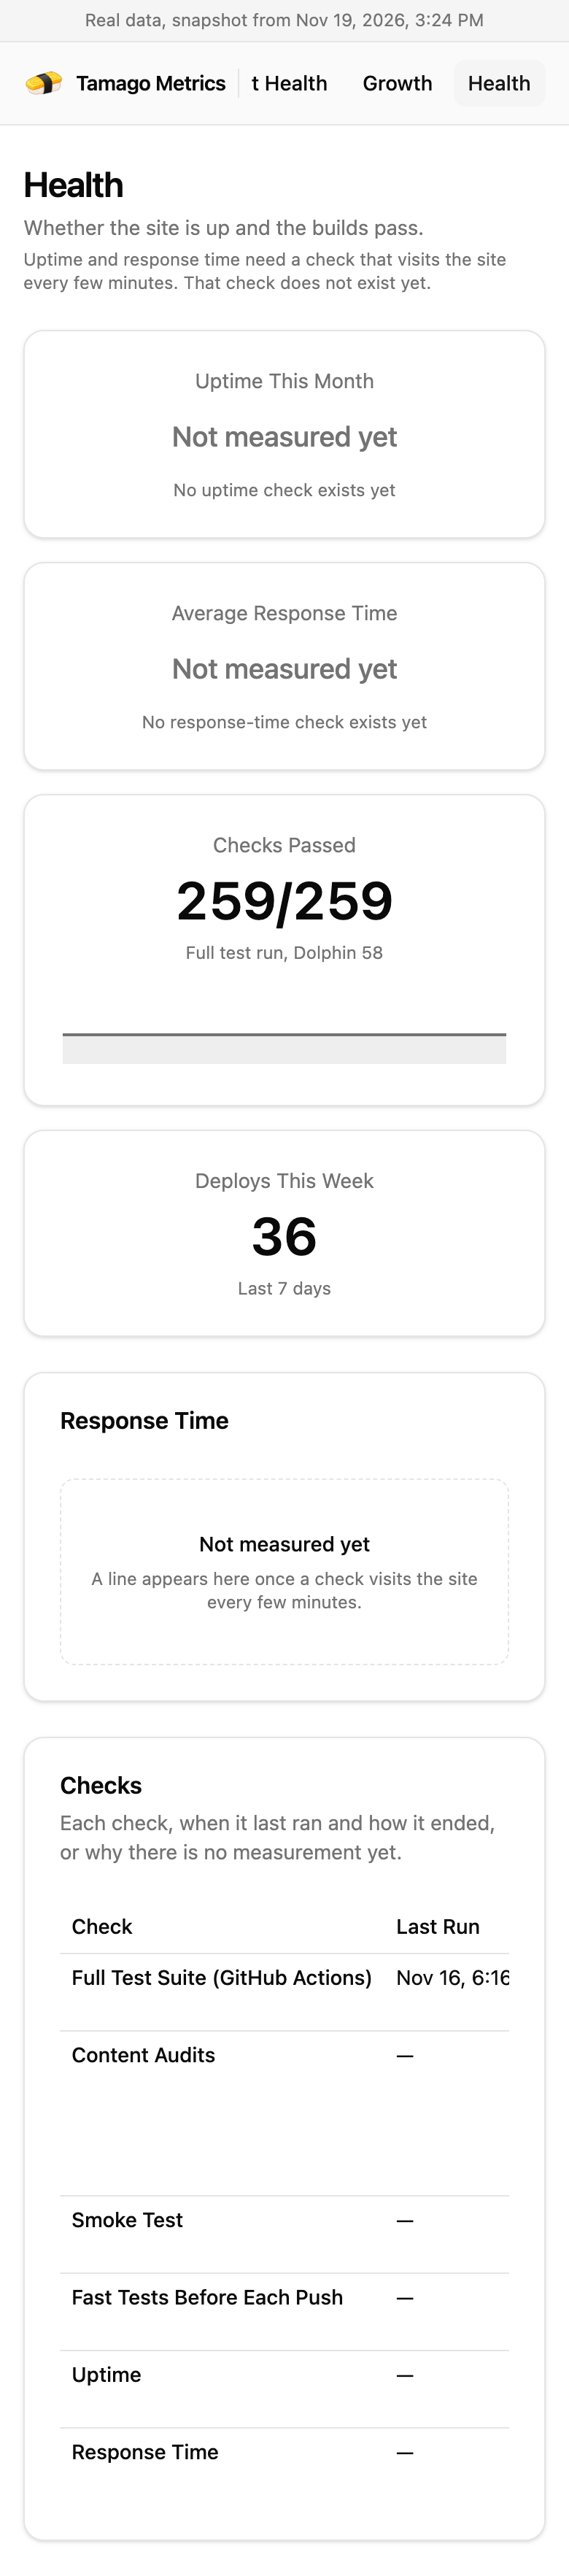 Real data, snapshot from Nov 19, 2026, 3:24 PM
Tamago Metrics
t Health
Growth
Health
Health
Whether the site is up and the builds pass.
Uptime and response time need a check that visits the site
every few minutes. That check does not exist yet.
Uptime This Month
Not measured yet
No uptime check exists yet
Average Response Time
Not measured yet
No response-time check exists yet
Checks Passed
259/259
Full test run, Dolphin 58
Deploys This Week
36
Last 7 days
Response Time
Not measured yet
A line appears here once a check visits the site
every few minutes.
Checks
Each check, when it last ran and how it ended,
or why there is no measurement yet.
Check Last Run
Full Test Suite (GitHub Actions) Nov 16, 6:16
Content Audits —
Smoke Test —
Fast Tests Before Each Push —
Uptime —
Response Time —